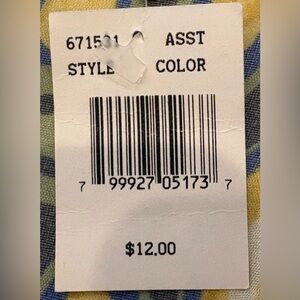 671531 ASST
STYLE COLOR
7 99927 05173 7
$12.00